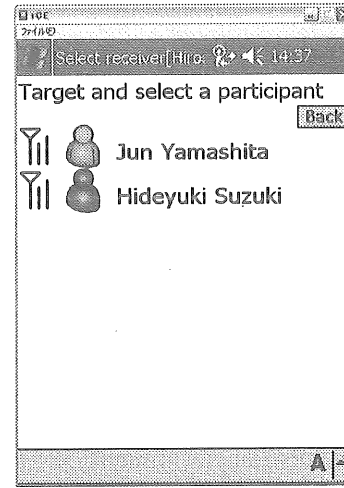 ファイル(F)
Select receiver[Hiro: 14:37
Target and select a participant
Back
Jun Yamashita
Hideyuki Suzuki
A